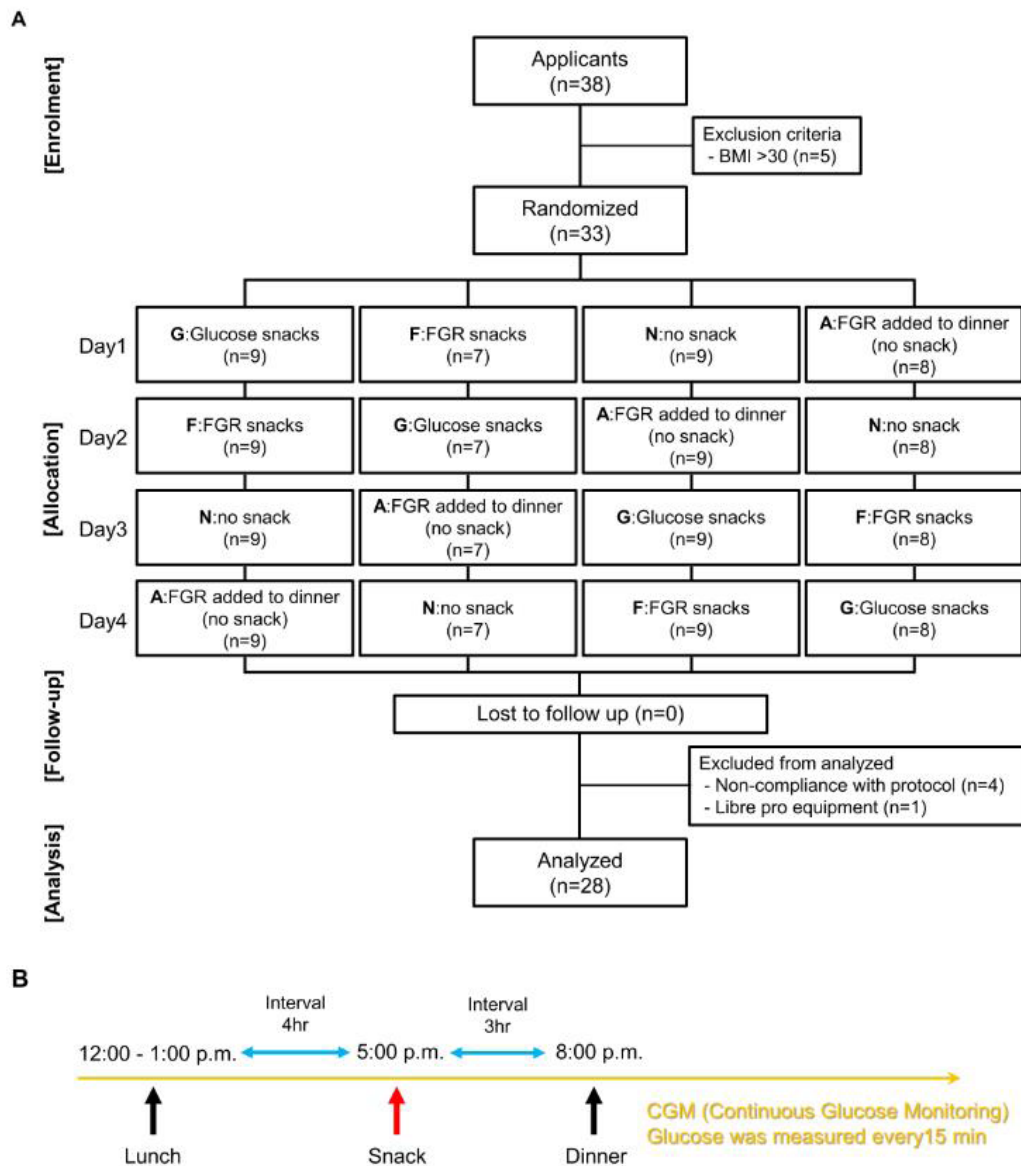 A
[Enrolment]
Applicants
(n=38)
Exclusion criteria
- BMI >30 (n=5)
Randomized
(n=33)
[Allocation]
Day1
G:Glucose snacks
(n=9)
F:FGR snacks
(n=7)
N:no snack
(n=9)
A:FGR added to dinner
(no snack)
(n=8)
Day2
F:FGR snacks
(n=9)
G:Glucose snacks
(n=7)
A:FGR added to dinner
(no snack)
(n=9)
N:no snack
(n=8)
Day3
N:no snack
(n=9)
A:FGR added to dinner
(no snack)
(n=7)
G:Glucose snacks
(n=9)
F:FGR snacks
(n=8)
Day4
A:FGR added to dinner
(no snack)
(n=9)
N:no snack
(n=7)
F:FGR snacks
(n=9)
G:Glucose snacks
(n=8)
[Follow-up]
Lost to follow up (n=0)
Excluded from analyzed
- Non-compliance with protocol (n=4)
- Libre pro equipment (n=1)
[Analysis]
Analyzed
(n=28)
B
Interval
4hr
Interval
3hr
12:00 - 1:00 p.m.
5:00 p.m.
8:00 p.m.
CGM (Continuous Glucose Monitoring)
Glucose was measured every15 min
Lunch
Snack
Dinner